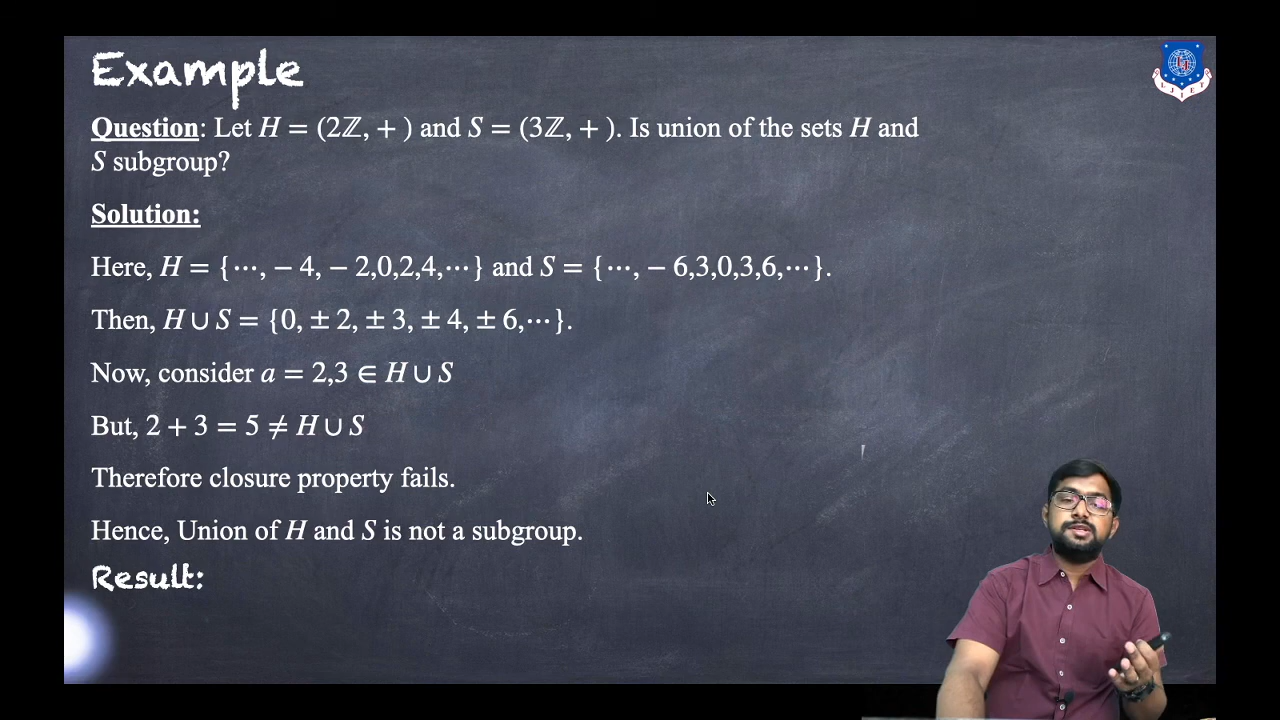 Example
Question: Let H = (2ℤ, + ) and S = (3ℤ, + ). Is union of the sets H and
S subgroup?
Solution:
Here, H = {⋯, − 4, − 2,0,2,4,⋯} and S = {⋯, − 6,3,0,3,6,⋯}.
Then, H ∪ S = {0, ± 2, ± 3, ± 4, ± 6,⋯}.
Now, consider a = 2,3 ∈ H ∪ S
But, 2 + 3 = 5 ≠ H ∪ S
Therefore closure property fails.
Hence, Union of H and S is not a subgroup.
Result: